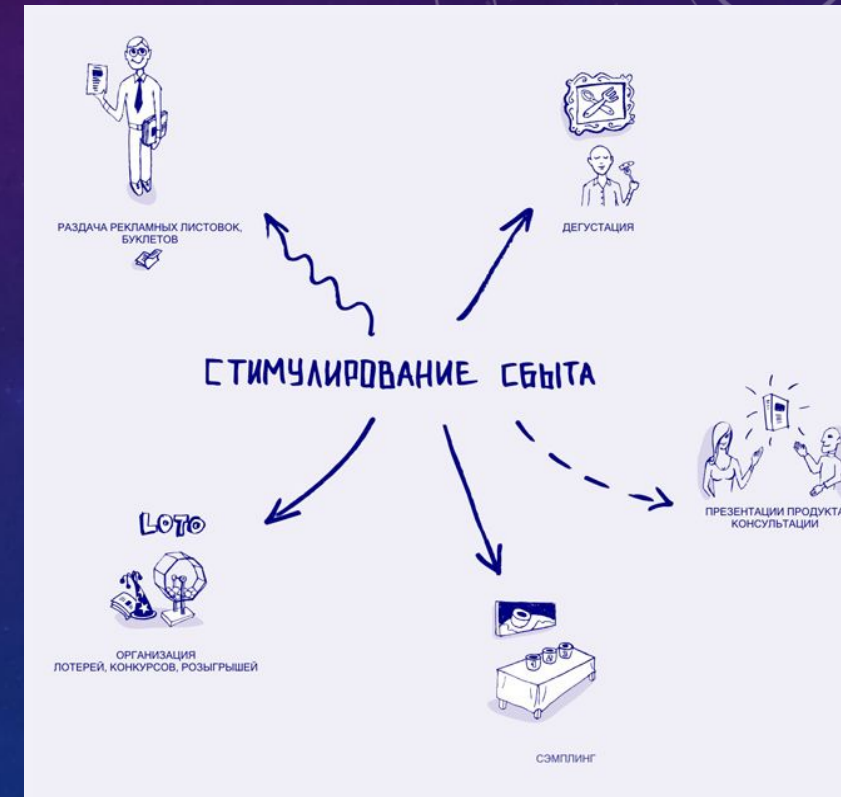 РАЗДАЧА РЕКЛАМНЫХ ЛИСТОВОК,
БУКЛЕТОВ
ДЕГУСТАЦИЯ
СТИМУЛИРОВАНИЕ СБЫТА
ПРЕЗЕНТАЦИИ ПРОДУКТА
КОНСУЛЬТАЦИИ
LOTO
ОРГАНИЗАЦИЯ
ЛОТЕРЕЙ, КОНКУРСОВ, РОЗЫГРЫШЕЙ
СЭМПЛИНГ